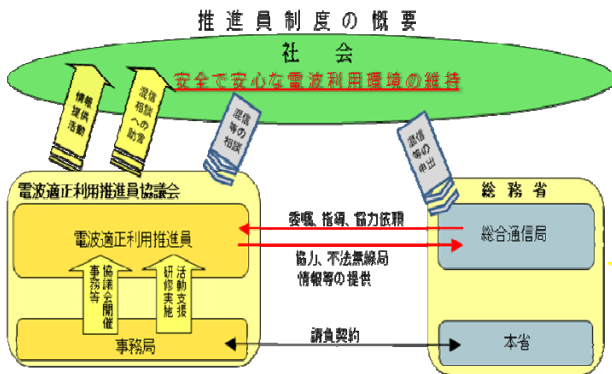 推進員制度の概要
社会
安全で安心な電波利用環境の維持
情報提供活動
混信相談への助言
混信等の相談
混信等の申出
電波適正利用推進員協議会
電波適正利用推進員
協議会開催事務等
活動支援研修実施
事務局
委嘱、指導、協力依頼
協力、不法無線局
情報等の提供
請負契約
総務省
総合通信局
本省